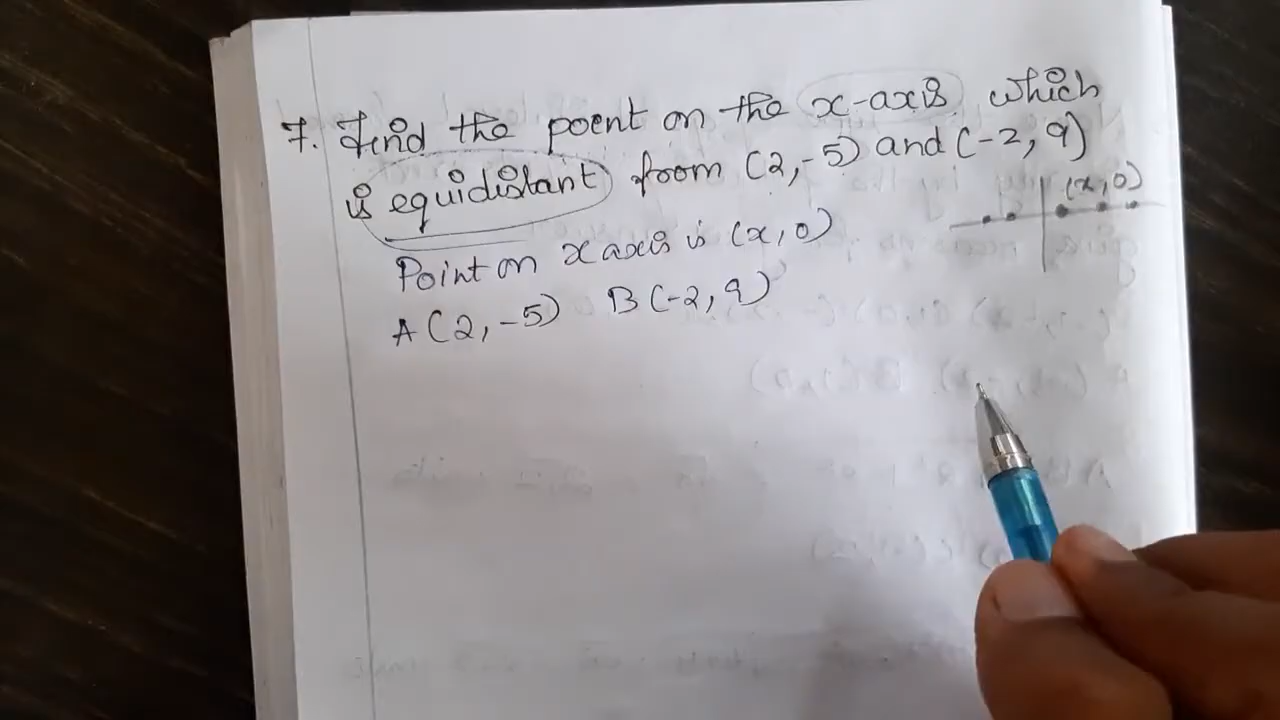 7. Find the point on the x-axis which
is equidistant from (2,-5) and (-2, 9)
(x,0)
Point on x axis is (x,0)
A(2,-5) B(-2,9)